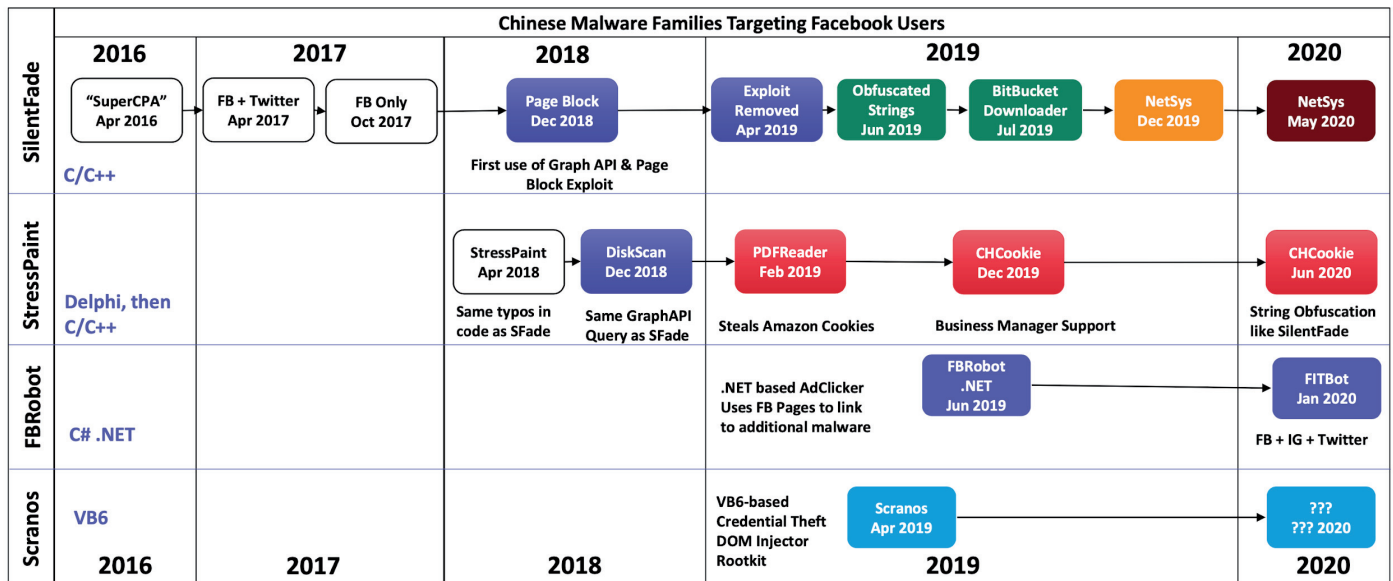 Chinese Malware Families Targeting Facebook Users
2016
2017
2018
2019
2020
SilentFade
"SuperCPA"
Apr 2016
FB + Twitter
Apr 2017
FB Only
Oct 2017
Page Block
Dec 2018
Exploit
Removed
Apr 2019
Obfuscated
Strings
Jun 2019
BitBucket
Downloader
Jul 2019
NetSys
Dec 2019
NetSys
May 2020
C/C++
First use of Graph API & Page
Block Exploit
StressPaint
StressPaint
Apr 2018
DiskScan
Dec 2018
PDFReader
Feb 2019
CHCookie
Dec 2019
CHCookie
Jun 2020
Delphi, then
C/C++
Same typos in
code as SFade
Same GraphAPI
Query as SFade
Steals Amazon Cookies
Business Manager Support
String Obfuscation
like SilentFade
FBRobot
C# .NET
.NET based AdClicker
Uses FB Pages to link
to additional malware
FBRobot
.NET
Jun 2019
FITBot
Jan 2020
FB + IG + Twitter
Scranos
VB6
VB6-based
Credential Theft
DOM Injector
Rootkit
Scranos
Apr 2019
???
??? 2020
2016
2017
2018
2019
2020